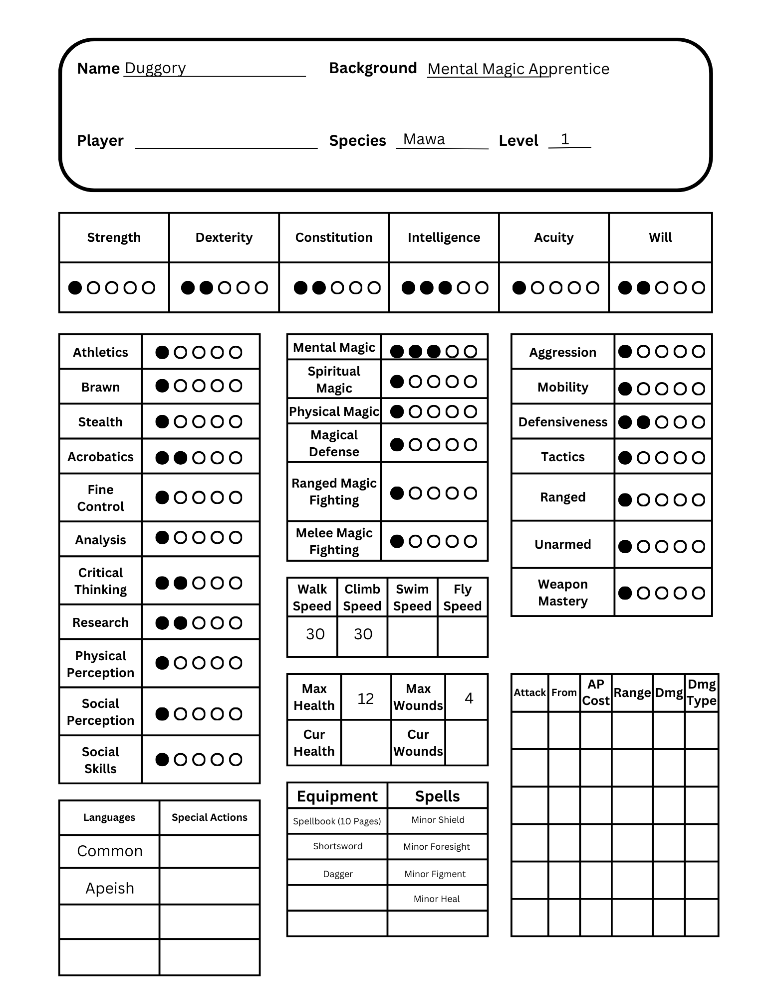 Name Duggory Background Mental Magic Apprentice
Player Species Mawa Level 1
Strength Dexterity Constitution Intelligence Acuity Will
Athletics
Brawn
Stealth
Acrobatics
Fine
Control
Analysis
Critical
Thinking
Research
Physical
Perception
Social
Perception
Social
Skills
Languages Special Actions
Common
Apeish
Mental Magic
Spiritual
Magic
Physical Magic
Magical
Defense
Ranged Magic
Fighting
Melee Magic
Fighting
Walk Climb Swim Fly
Speed Speed Speed Speed
30 30
Max Health 12 Max Wounds 4
Cur Health Cur Wounds
Equipment Spells
Spellbook (10 Pages) Minor Shield
Shortsword Minor Foresight
Dagger Minor Figment
Minor Heal
Aggression
Mobility
Defensiveness
Tactics
Ranged
Unarmed
Weapon
Mastery
Attack From AP Cost Range Dmg Dmg Type